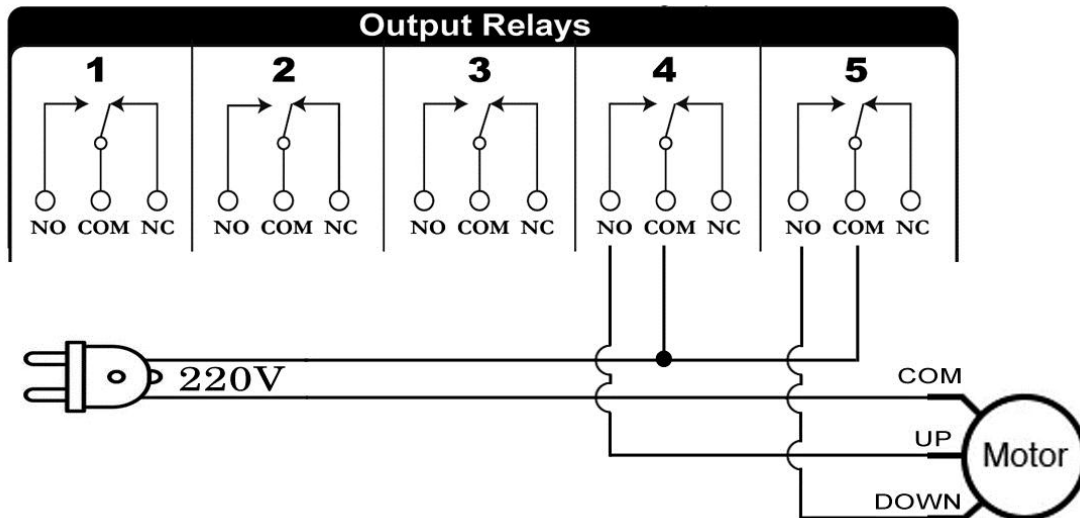 Output Relays
1 2 3 4 5
NO COM NC NO COM NC NO COM NC NO COM NC NO COM NC
220V
COM
UP
Motor
DOWN